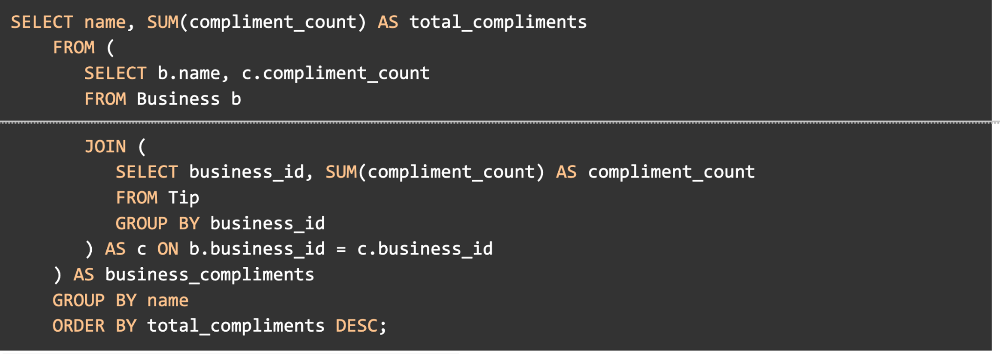 SELECT name, SUM(compliment_count) AS total_compliments
FROM (
SELECT b.name, c.compliment_count
FROM Business b
JOIN (
SELECT business_id, SUM(compliment_count) AS compliment_count
FROM Tip
GROUP BY business_id
) AS c ON b.business_id = c.business_id
) AS business_compliments
GROUP BY name
ORDER BY total_compliments DESC;